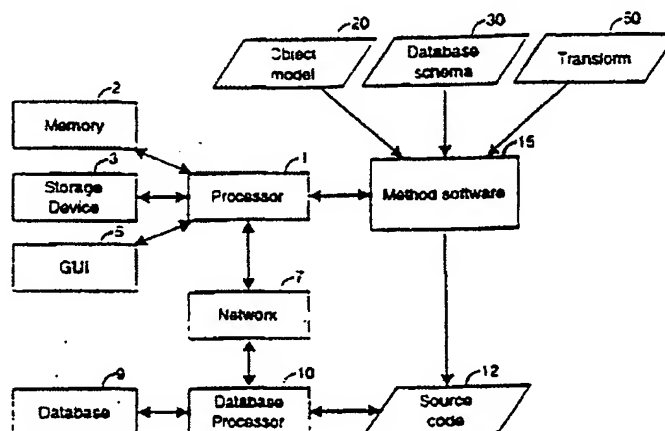 20
30
60
Object
model
Database
schema
Transform
2
Memory
3
1
15
Storage
Device
Processor
Method software
5
GUI
7
Network
9
10
12
Database
Database
Processor
Source
code